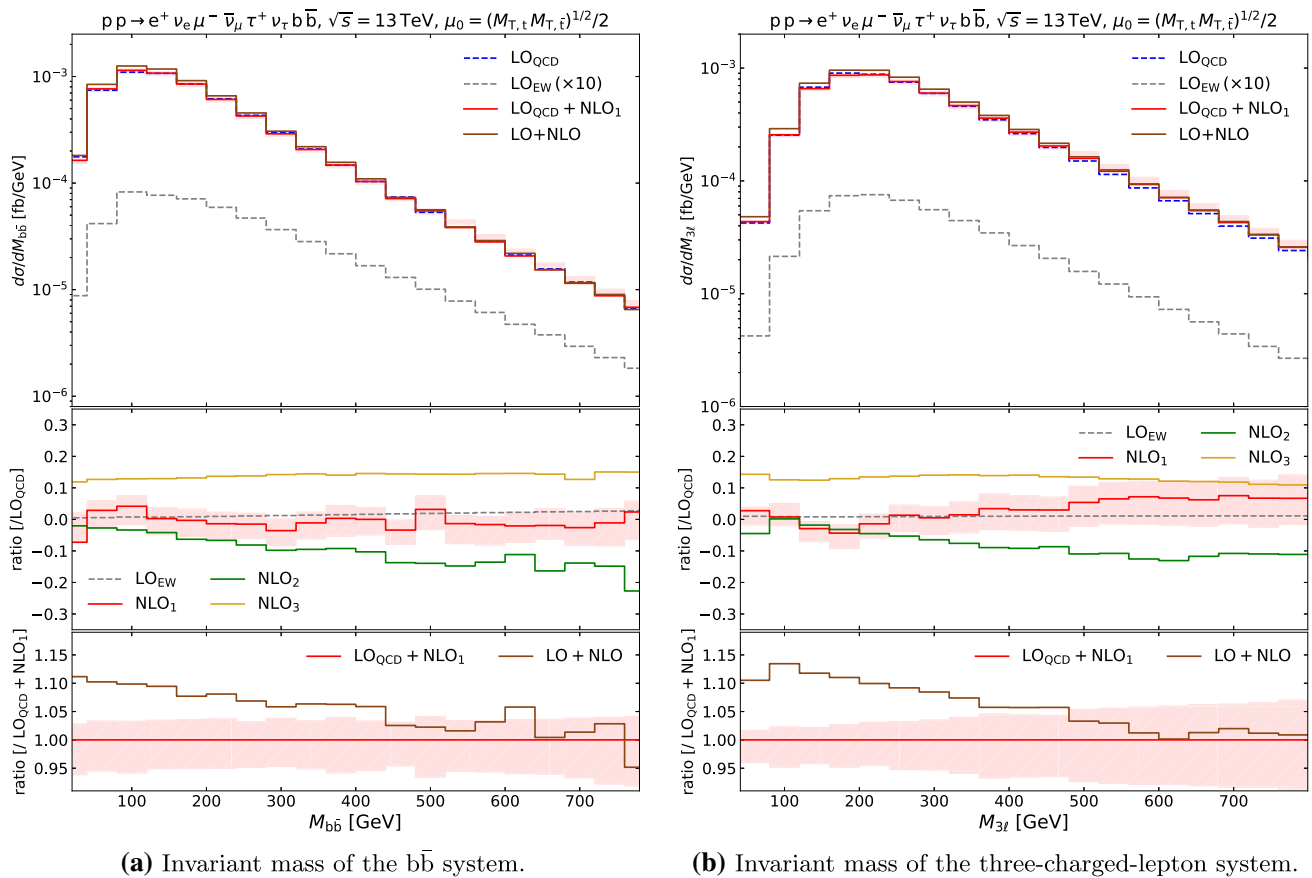 p p → e⁺ νₑ μ⁻ ν̄_μ τ⁺ ν_τ b b̄, √s = 13 TeV, μ₀ = (M_T,t M_T,t̄)^1/2/2
10⁻³
10⁻⁴
10⁻⁵
10⁻⁶
dσ/dM_bb̄ [fb/GeV]
LO_QCD
LO_EW (×10)
LO_QCD + NLO₁
LO+NLO
0.3
0.2
0.1
0.0
−0.1
−0.2
−0.3
ratio [/LO_QCD]
LO_EW
NLO₁
NLO₂
NLO₃
1.15
1.10
1.05
1.00
0.95
ratio [/ LO_QCD + NLO₁]
LO_QCD + NLO₁ LO + NLO
100 200 300 400 500 600 700
M_bb̄ [GeV]
(a) Invariant mass of the bb̄ system.
p p → e⁺ νₑ μ⁻ ν̄_μ τ⁺ ν_τ b b̄, √s = 13 TeV, μ₀ = (M_T,t M_T,t̄)^1/2/2
10⁻³
10⁻⁴
10⁻⁵
10⁻⁶
dσ/dM_3ℓ [fb/GeV]
LO_QCD
LO_EW (×10)
LO_QCD + NLO₁
LO+NLO
0.3
0.2
0.1
0.0
−0.1
−0.2
−0.3
ratio [/LO_QCD]
LO_EW
NLO₁
NLO₂
NLO₃
1.15
1.10
1.05
1.00
0.95
ratio [/ LO_QCD + NLO₁]
LO_QCD + NLO₁ LO + NLO
100 200 300 400 500 600 700
M_3ℓ [GeV]
(b) Invariant mass of the three-charged-lepton system.